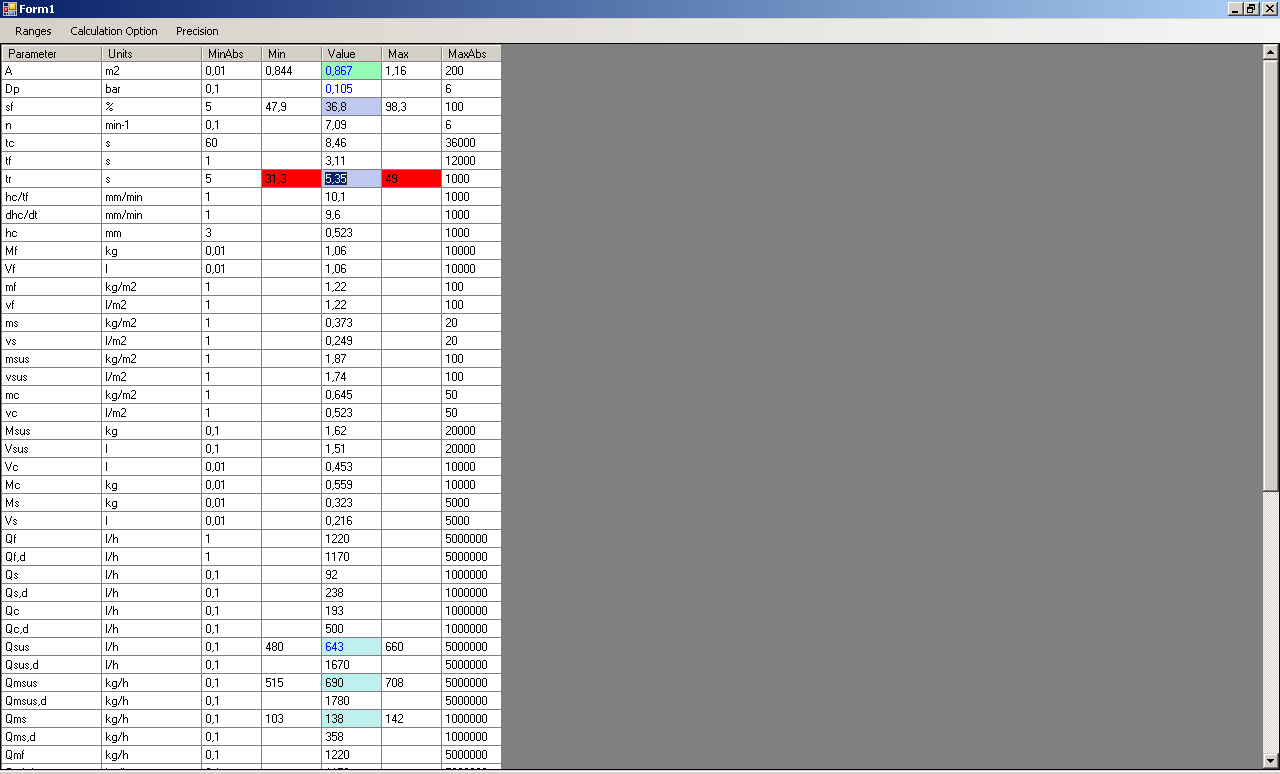 Form1
Ranges Calculation Option Precision
Parameter Units MinAbs Min Value Max MaxAbs
A m2 0,01 0,844 0,867 1,16 200
Dp bar 0,1 0,105 6
sf % 5 47,9 36,8 98,3 100
n min-1 0,1 7,09 6
tc s 60 8,46 36000
tf s 1 3,11 12000
tr s 5 31,3 5,35 49 1000
hc/tf mm/min 1 10,1 1000
dhc/dt mm/min 1 9,6 1000
hc mm 3 0,523 1000
Mf kg 0,01 1,06 10000
Vf l 0,01 1,06 10000
mf kg/m2 1 1,22 100
vf l/m2 1 1,22 100
ms kg/m2 1 0,373 20
vs l/m2 1 0,249 20
msus kg/m2 1 1,87 100
vsus l/m2 1 1,74 100
mc kg/m2 1 0,645 50
vc l/m2 1 0,523 50
Msus kg 0,1 1,62 20000
Vsus l 0,1 1,51 20000
Vc l 0,01 0,453 10000
Mc kg 0,01 0,559 10000
Ms kg 0,01 0,323 5000
Vs l 0,01 0,216 5000
Qf l/h 1 1220 5000000
Qf,d l/h 1 1170 5000000
Qs l/h 0,1 92 1000000
Qs,d l/h 0,1 238 1000000
Qc l/h 0,1 193 1000000
Qc,d l/h 0,1 500 1000000
Qsus l/h 0,1 480 643 660 5000000
Qsus,d l/h 0,1 1670 5000000
Qmsus kg/h 0,1 515 690 708 5000000
Qmsus,d kg/h 0,1 1780 5000000
Qms kg/h 0,1 103 138 142 1000000
Qms,d kg/h 0,1 358 1000000
Qmf kg/h 0,1 1220 5000000